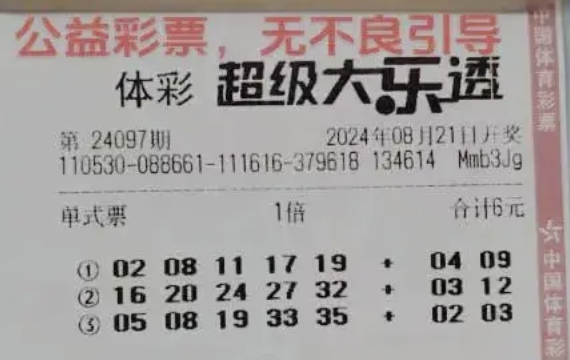 公益彩票，无不良引导
体彩 超级大乐透
第 24097期 2024年08月21日开奖
110530-088661-111616-379618 134614 Mmb3Jg
单式票 1倍 合计6元
① 02 08 11 17 19 + 04 09
② 16 20 24 27 32 + 03 12
③ 05 08 19 33 35 + 02 03
中国体育彩票
中国体育彩